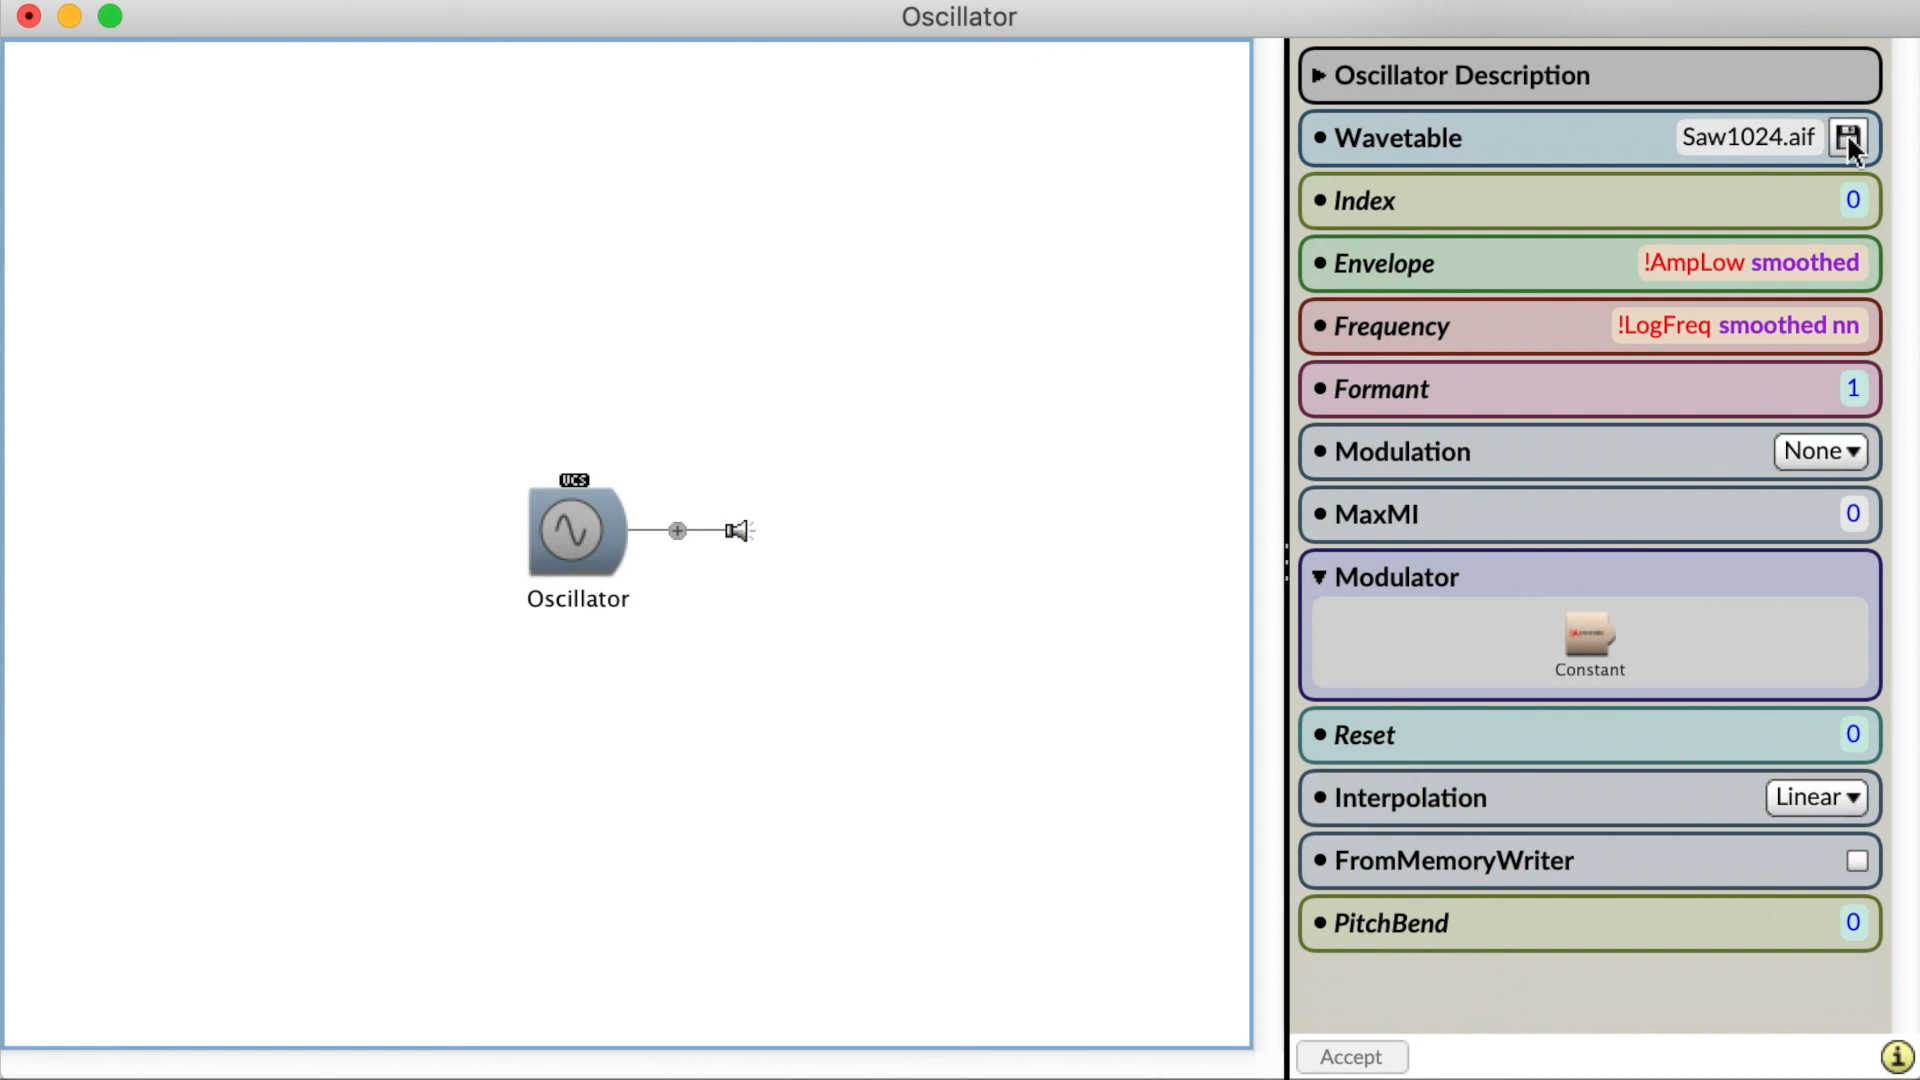 Oscillator
Oscillator Description
Wavetable Saw1024.aif
Index 0
Envelope !AmpLow smoothed
Frequency !LogFreq smoothed nn
Formant 1
Modulation None
MaxMI 0
Modulator
Constant
Reset 0
Interpolation Linear
FromMemoryWriter
PitchBend 0
VCS
Oscillator
Accept